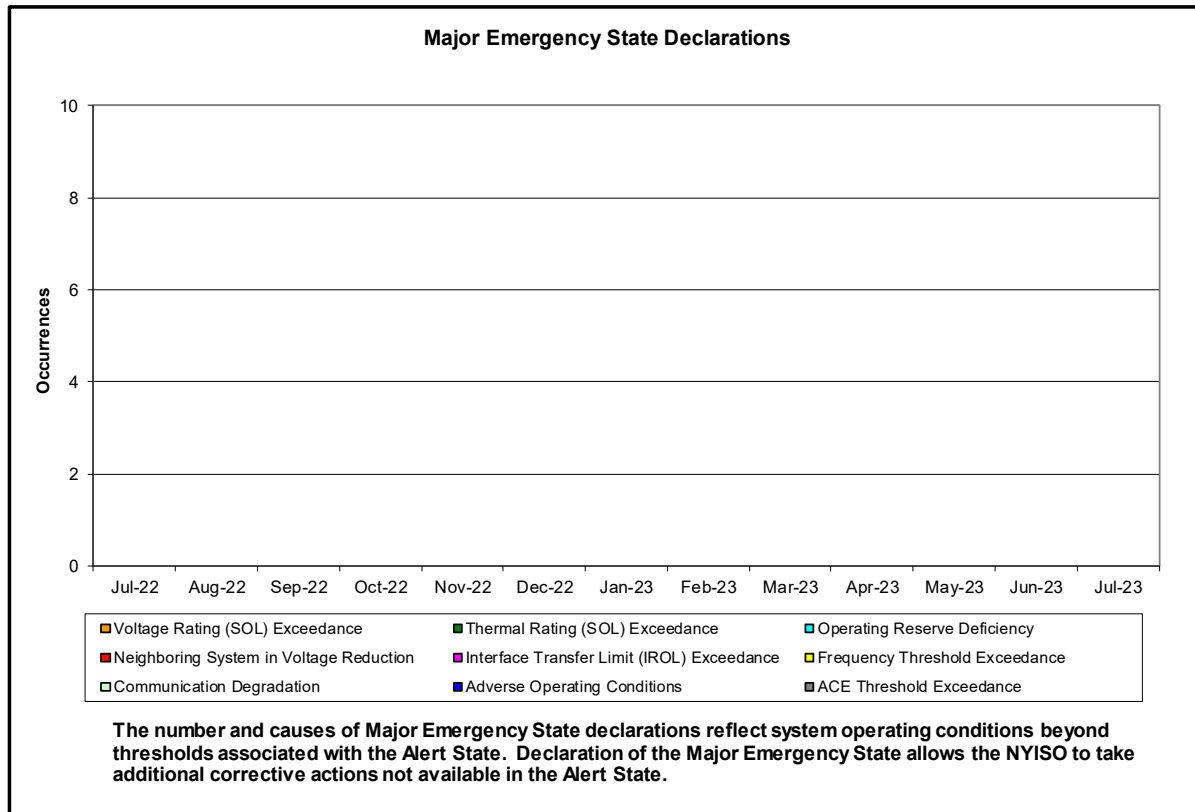 Major Emergency State Declarations
10
8
6
4
2
0
Occurrences
Jul-22 Aug-22 Sep-22 Oct-22 Nov-22 Dec-22 Jan-23 Feb-23 Mar-23 Apr-23 May-23 Jun-23 Jul-23
Voltage Rating (SOL) Exceedance Thermal Rating (SOL) Exceedance Operating Reserve Deficiency
Neighboring System in Voltage Reduction Interface Transfer Limit (IROL) Exceedance Frequency Threshold Exceedance
Communication Degradation Adverse Operating Conditions ACE Threshold Exceedance
The number and causes of Major Emergency State declarations reflect system operating conditions beyond
thresholds associated with the Alert State. Declaration of the Major Emergency State allows the NYISO to take
additional corrective actions not available in the Alert State.